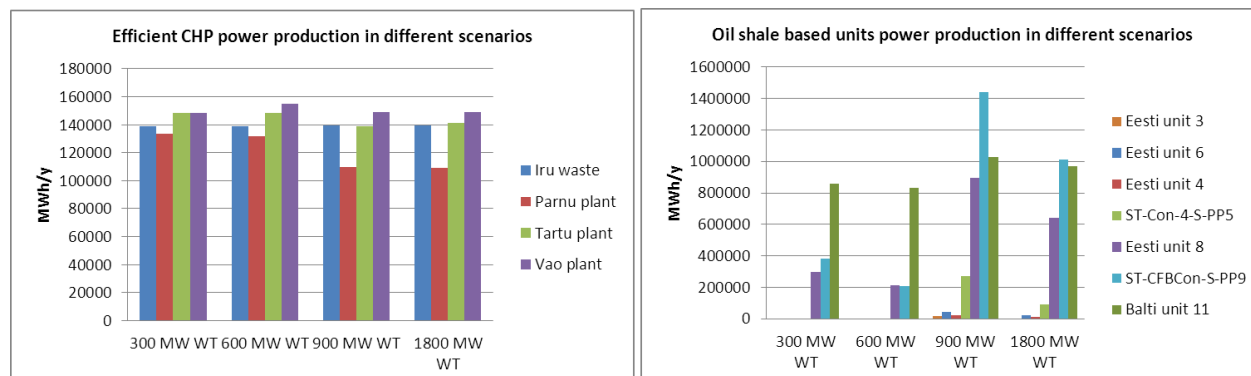 Efficient CHP power production in different scenarios
MWh/y
180000
160000
140000
120000
100000
80000
60000
40000
20000
0
300 MW WT 600 MW WT 900 MW WT 1800 MW
WT
Iru waste
Parnu plant
Tartu plant
Vao plant
Oil shale based units power production in different scenarios
MWh/y
1600000
1400000
1200000
1000000
800000
600000
400000
200000
0
300 MW 600 MW 900 MW 1800 MW
WT WT WT WT
Eesti unit 3
Eesti unit 6
Eesti unit 4
ST-Con-4-S-PP5
Eesti unit 8
ST-CFBCon-S-PP9
Balti unit 11